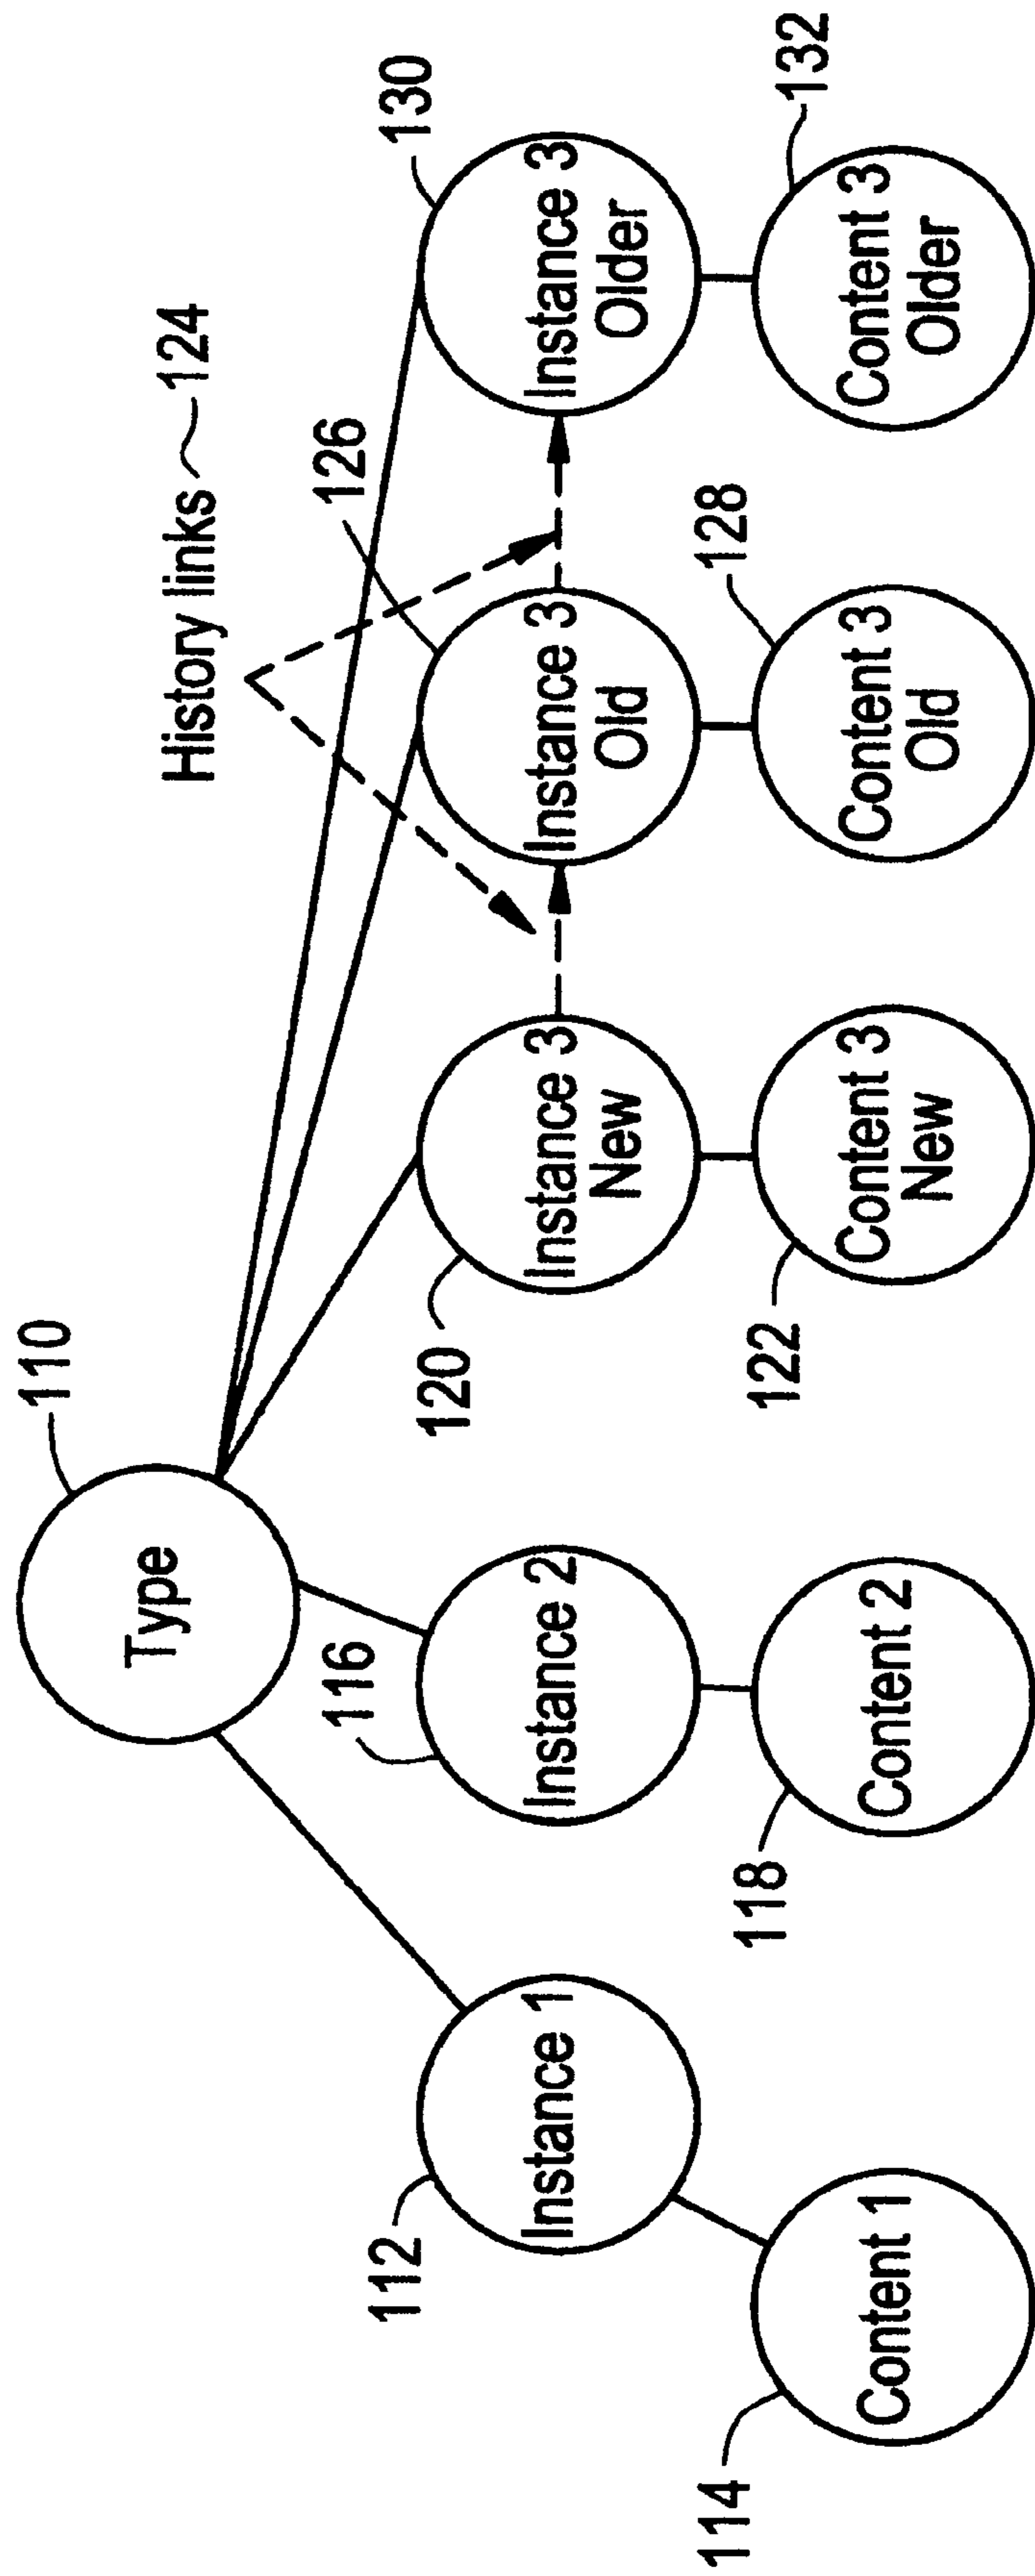 110
Type
History links 124
112
Instance 1
116
Instance 2
120
Instance 3
New
126
Instance 3
Old
130
Instance 3
Older
114
Content 1
118
Content 2
122
Content 3
New
128
Content 3
Old
132
Content 3
Older